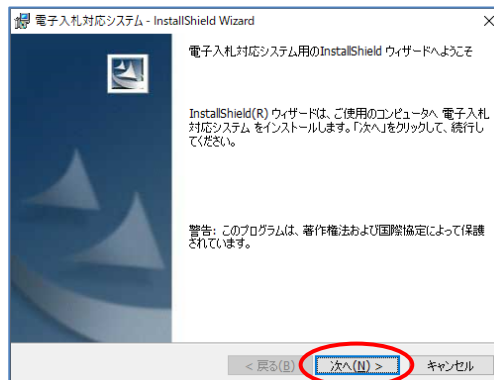 電子入札対応システム - InstallShield Wizard
電子入札対応システム用のInstallShield ウィザードへようこそ
InstallShield(R) ウィザードは、ご使用のコンピュータへ 電子入札
対応システム をインストールします。「次へ」をクリックして、続行し
てください。
警告: このプログラムは、著作権法および国際協定によって保護
されています。
< 戻る(B)
次へ(N) >
キャンセル